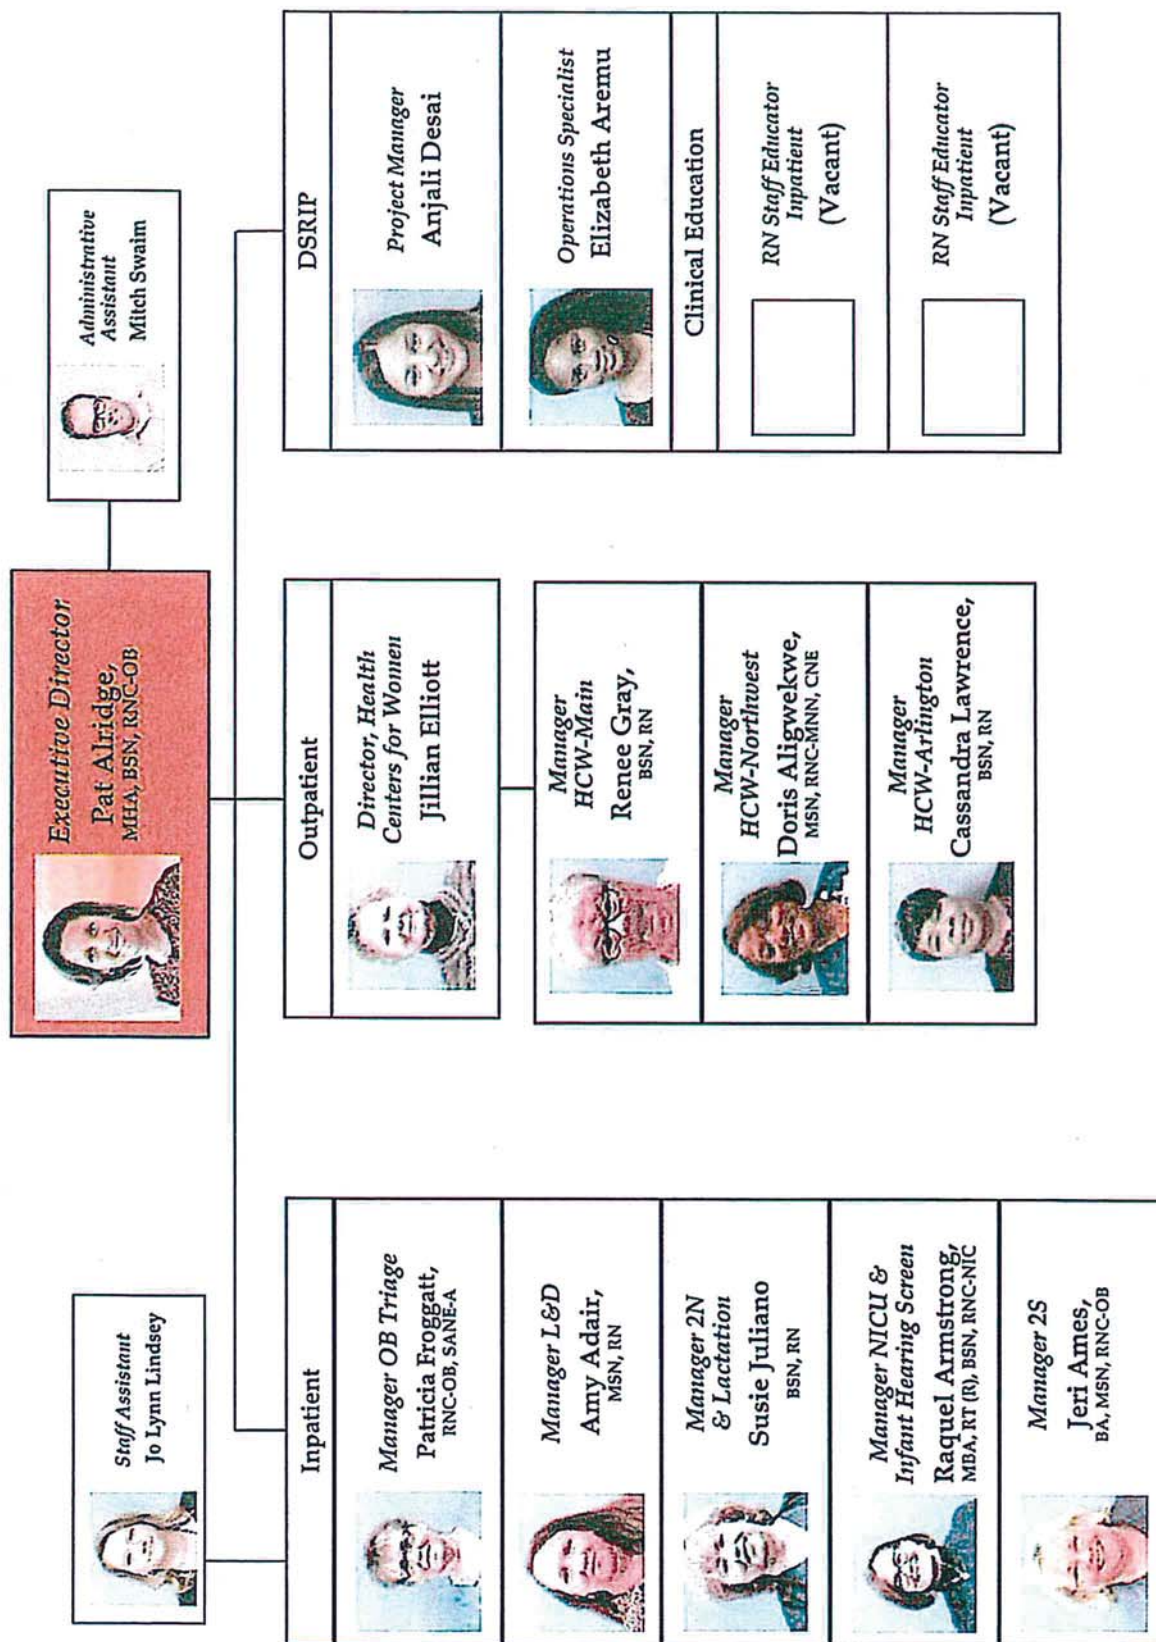 Executive Director
Pat Alridge,
MHA, BSN, RNC-OB
Staff Assistant
Jo Lynn Lindsey
Administrative
Assistant
Mitch Swaim
Inpatient
Manager OB Triage
Patricia Froggatt,
RNC-OB, SANE-A
Manager L&D
Amy Adair,
MSN, RN
Manager 2N
& Lactation
Susie Juliano
BSN, RN
Manager NICU &
Infant Hearing Screen
Raquel Armstrong,
MBA, RT (R), BSN, RNC-NIC
Manager 2S
Jeri Ames,
BA, MSN, RNC-OB
Outpatient
Director, Health
Centers for Women
Jillian Elliott
Manager
HCW-Main
Renee Gray,
BSN, RN
Manager
HCW-Northwest
Doris Aligwekwe,
MSN, RNC-MNN, CNE
Manager
HCW-Arlington
Cassandra Lawrence,
BSN, RN
DSRIP
Project Manager
Anjali Desai
Operations Specialist
Elizabeth Aremu
Clinical Education
RN Staff Educator
Inpatient
(Vacant)
RN Staff Educator
Inpatient
(Vacant)